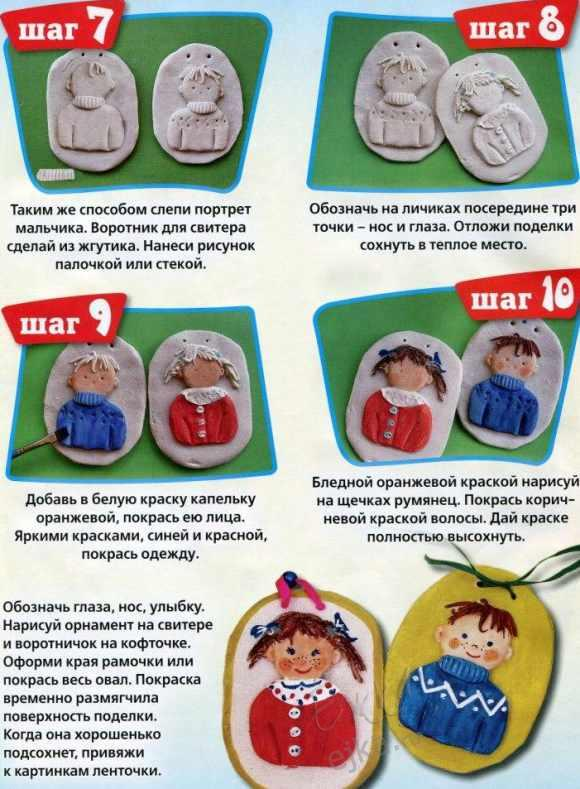 шаг 7
шаг 8
Таким же способом слепи портрет
мальчика. Воротник для свитера
сделай из жгутика. Нанеси рисунок
палочкой или стекой.
Обозначь на личиках посередине три
точки – нос и глаза. Отложи поделки
сохнуть в теплое место.
шаг 9
шаг 10
Добавь в белую краску капельку
оранжевой, покрась ею лица.
Яркими красками, синей и красной,
покрась одежду.
Бледной оранжевой краской нарисуй
на щечках румянец. Покрась корич-
невой краской волосы. Дай краске
полностью высохнуть.
Обозначь глаза, нос, улыбку.
Нарисуй орнамент на свитере
и воротничок на кофточке.
Оформи края рамочки или
покрась весь овал. Покраска
временно размягчила
поверхность поделки.
Когда она хорошенько
подсохнет, привяжи
к картинкам ленточки.